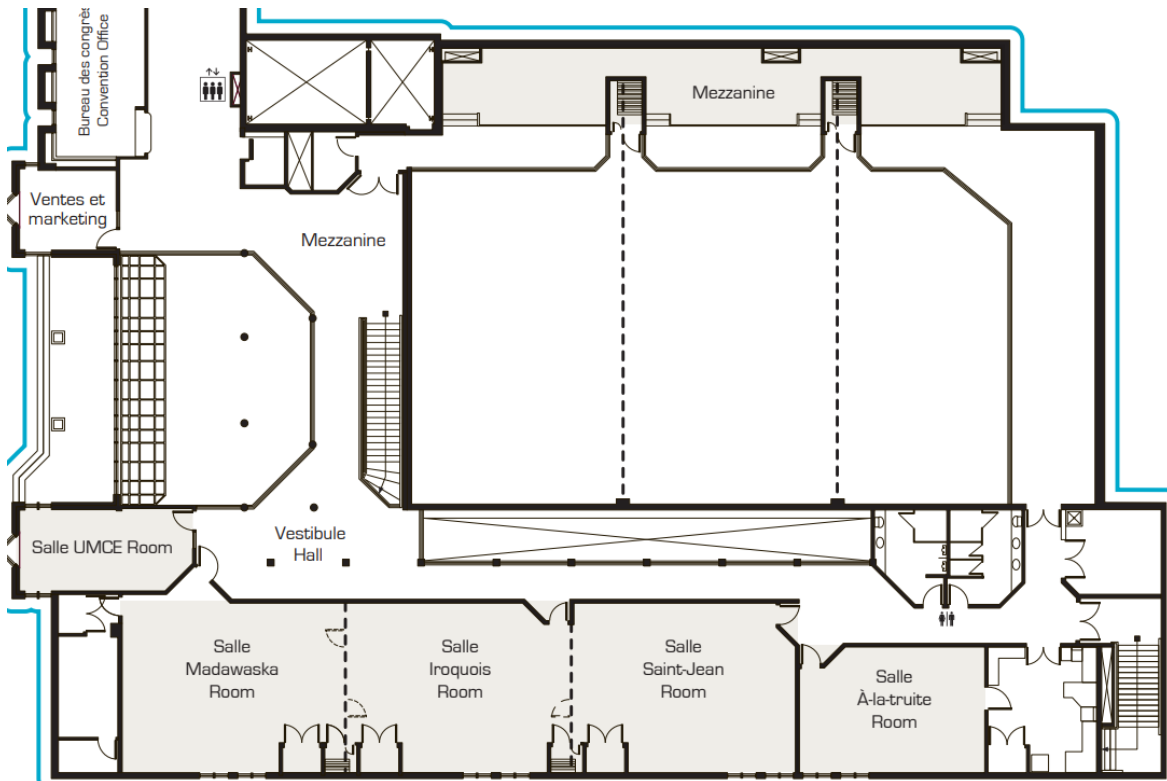 Bureau des congrès
Convention Office
Mezzanine
Ventes et
marketing
Mezzanine
Vestibule
Hall
Salle UMCE Room
Salle
Madawaska
Room
Salle
Iroquois
Room
Salle
Saint-Jean
Room
Salle
À-la-truite
Room